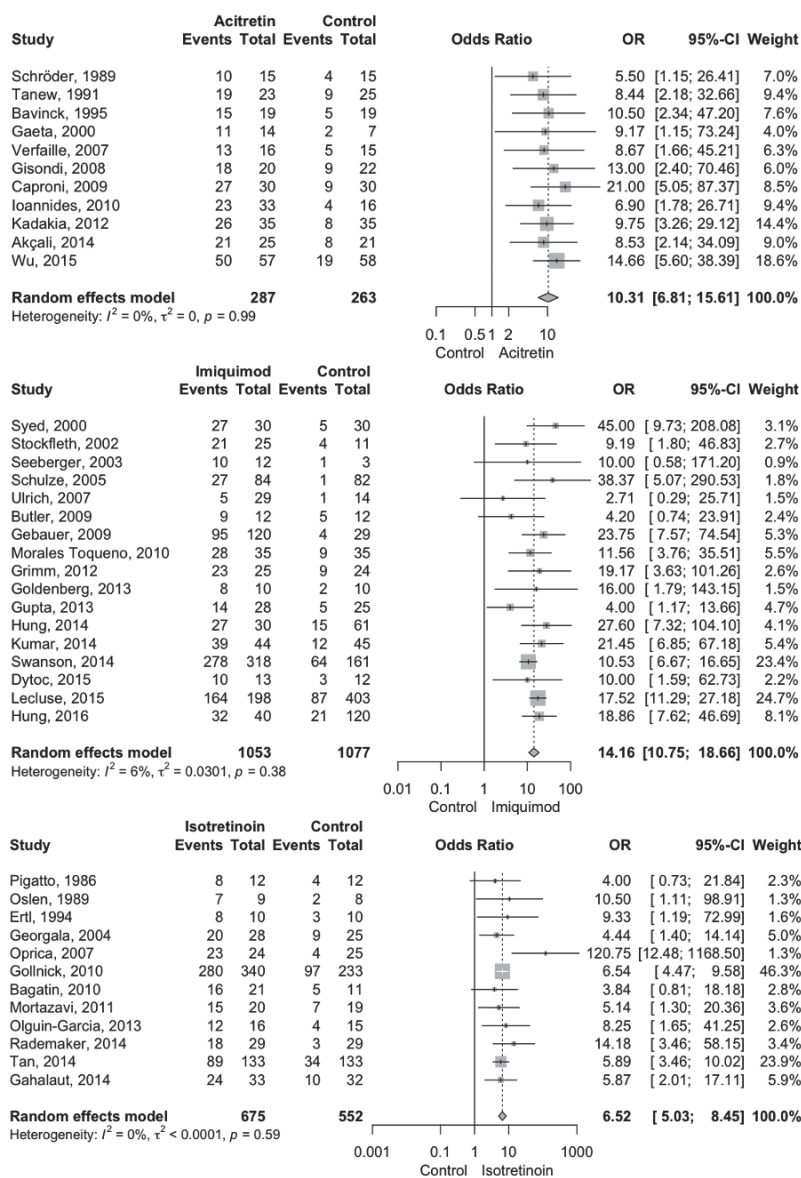 Acitretin Control
Study Events Total Events Total Odds Ratio OR 95%-CI Weight
Schröder, 1989 10 15 4 15 5.50 [1.15; 26.41] 7.0%
Tanew, 1991 19 23 9 25 8.44 [2.18; 32.66] 9.4%
Bavinck, 1995 15 19 5 19 10.50 [2.34; 47.20] 7.6%
Gaeta, 2000 11 14 2 7 9.17 [1.15; 73.24] 4.0%
Verfaille, 2007 13 16 5 15 8.67 [1.66; 45.21] 6.3%
Gisondi, 2008 18 20 9 22 13.00 [2.40; 70.46] 6.0%
Caproni, 2009 27 30 9 30 21.00 [5.05; 87.37] 8.5%
Ioannides, 2010 23 33 4 16 6.90 [1.78; 26.71] 9.4%
Kadakia, 2012 26 35 8 35 9.75 [3.26; 29.12] 14.4%
Akçali, 2014 21 25 8 21 8.53 [2.14; 34.09] 9.0%
Wu, 2015 50 57 19 58 14.66 [5.60; 38.39] 18.6%
Random effects model 287 263 10.31 [6.81; 15.61] 100.0%
Heterogeneity: I² = 0%, τ² = 0, p = 0.99
0.1 0.5 1 2 10
Control Acitretin
Imiquimod Control
Study Events Total Events Total Odds Ratio OR 95%-CI Weight
Syed, 2000 27 30 5 30 45.00 [ 9.73; 208.08] 3.1%
Stockfleth, 2002 21 25 4 11 9.19 [ 1.80; 46.83] 2.7%
Seeberger, 2003 10 12 1 3 10.00 [ 0.58; 171.20] 0.9%
Schulze, 2005 27 84 1 82 38.37 [ 5.07; 290.53] 1.8%
Ulrich, 2007 5 29 1 14 2.71 [ 0.29; 25.71] 1.4%
Butler, 2009 9 12 5 12 4.20 [ 0.74; 23.91] 2.4%
Gebauer, 2009 95 120 4 29 23.75 [ 7.57; 74.54] 5.3%
Morales Toqueno, 2010 28 35 9 35 11.56 [ 3.76; 35.51] 5.5%
Grimm, 2012 23 25 9 24 19.17 [ 3.63; 101.26] 2.6%
Goldenberg, 2013 8 10 2 10 16.00 [ 1.79; 143.15] 1.5%
Gupta, 2013 14 28 5 25 4.00 [ 1.17; 13.66] 4.7%
Hung, 2014 27 30 15 61 27.60 [ 7.32; 104.10] 4.0%
Kumar, 2014 39 44 12 45 21.45 [ 6.85; 67.18] 5.4%
Swanson, 2014 278 318 64 161 10.53 [ 6.67; 16.65] 23.4%
Dytoc, 2015 10 13 3 12 10.00 [ 1.59; 62.73] 2.2%
Lecluse, 2015 164 198 87 403 17.52 [11.29; 27.18] 24.7%
Hung, 2016 32 40 21 120 18.86 [ 7.62; 46.69] 8.1%
Random effects model 1053 1077 14.16 [10.75; 18.66] 100.0%
Heterogeneity: I² = 6%, τ² = 0.0301, p = 0.38
0.01 0.1 1 10 100
Control Imiquimod
Isotretinoin Control
Study Events Total Events Total Odds Ratio OR 95%-CI Weight
Pigatto, 1986 8 12 4 12 4.00 [ 0.73; 21.84] 2.3%
Oslen, 1989 7 9 2 8 10.50 [ 1.11; 98.91] 1.3%
Ertl, 1994 8 10 3 10 9.33 [ 1.19; 72.99] 1.6%
Georgala, 2004 20 28 9 25 4.44 [ 1.40; 14.14] 5.0%
Oprica, 2007 23 24 4 25 120.75 [12.48; 1168.50] 1.3%
Gollnick, 2010 280 340 97 233 6.54 [ 4.47; 9.58] 46.3%
Bagatin, 2010 16 21 5 11 3.84 [ 0.81; 18.18] 2.8%
Mortazavi, 2011 15 20 7 19 5.14 [ 1.30; 20.36] 3.5%
Olguin-Garcia, 2013 12 16 4 15 8.25 [ 1.65; 41.25] 2.6%
Rademaker, 2014 18 29 3 29 14.18 [ 3.46; 58.15] 3.4%
Tan, 2014 89 133 34 133 5.89 [ 3.46; 10.02] 23.9%
Gahalaut, 2014 24 33 10 32 5.87 [ 2.01; 17.11] 5.9%
Random effects model 675 552 6.52 [ 5.03; 8.45] 100.0%
Heterogeneity: I² = 0%, τ² < 0.0001, p = 0.59
0.001 0.1 1 10 1000
Control Isotretinoin